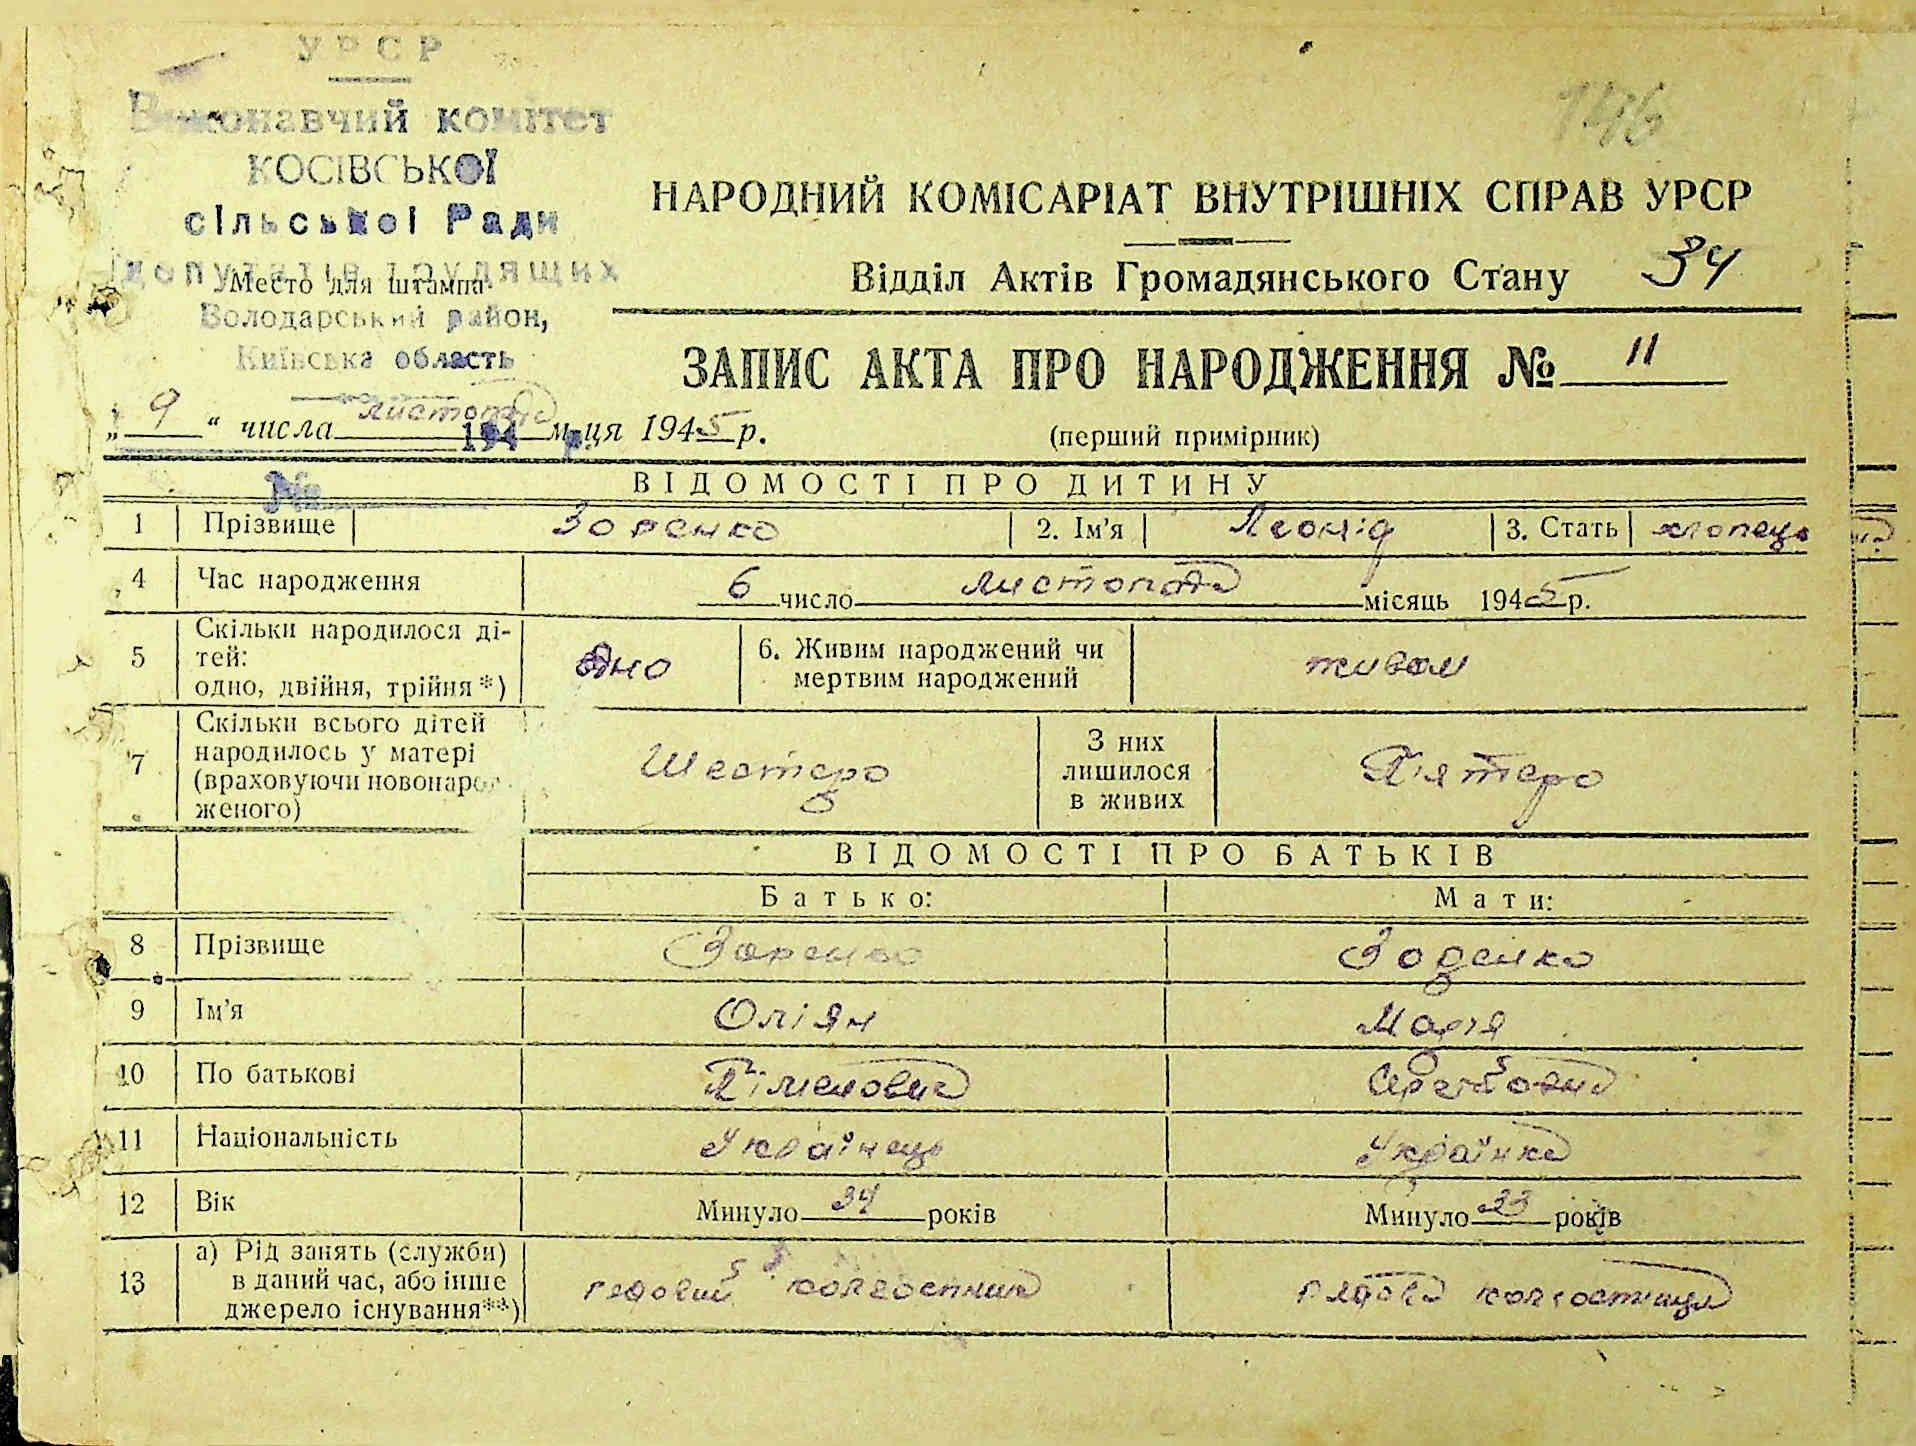 УРСР
Виконавчий комітет
КОСІВСЬКОЇ
сільської Ради
депутатів трудящих
Место для штампа
Володарський район,
Київська область
146
НАРОДНИЙ КОМІСАРІАТ ВНУТРІШНІХ СПРАВ УРСР
Відділ Актів Громадянського Стану 34
ЗАПИС АКТА ПРО НАРОДЖЕННЯ № 11
„9“ числа листопада м-ця 1945 р.
194 р.
(перший примірник)
№
ВІДОМОСТІ ПРО ДИТИНУ
1 Прізвище Зоренко 2. Ім'я Леонід 3. Стать хлопець
4 Час народження 6 число листопада місяць 1945 р.
5 Скільки народилося ді-
тей:
одно, двійня, трійня*) Одно 6. Живим народжений чи
мертвим народжений живим
7 Скільки всього дітей
народилось у матері
(враховуючи новонарод-
женого) Шестеро З них
лишилося
в живих П'ятеро
ВІДОМОСТІ ПРО БАТЬКІВ
Батько: Мати:
8 Прізвище Зоренко Зоренко
9 Ім'я Оліян Марія
10 По батькові Пименович
11 Національність Українець Українка
12 Вік Минуло 34 років Минуло 33 років
13 а) Рід занять (служби)
в даний час, або інше
джерело існування**) рядовий колгоспник рядова колгоспниця